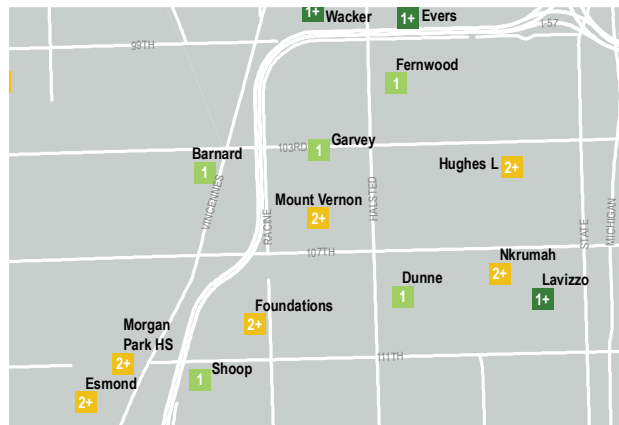 1+
Wacker
1+
Evers
1-57
99TH
Fernwood
1
Garvey
1
103RD
Barnard
1
Hughes L
2+
VINCENNES
Mount Vernon
2+
RACINE
HALSTED
STATE
MICHIGAN
107TH
Nkrumah
2+
Dunne
1
Lavizzo
1+
Foundations
2+
Morgan
Park HS
2+
111TH
Shoop
1
Esmond
2+